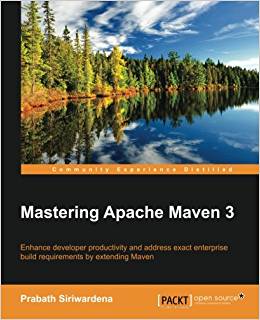 Community Experience Distilled
Mastering Apache Maven 3
Enhance developer productivity and address exact enterprise
build requirements by extending Maven
Prabath Siriwardena
PACKT
open source*
PUBLISHING